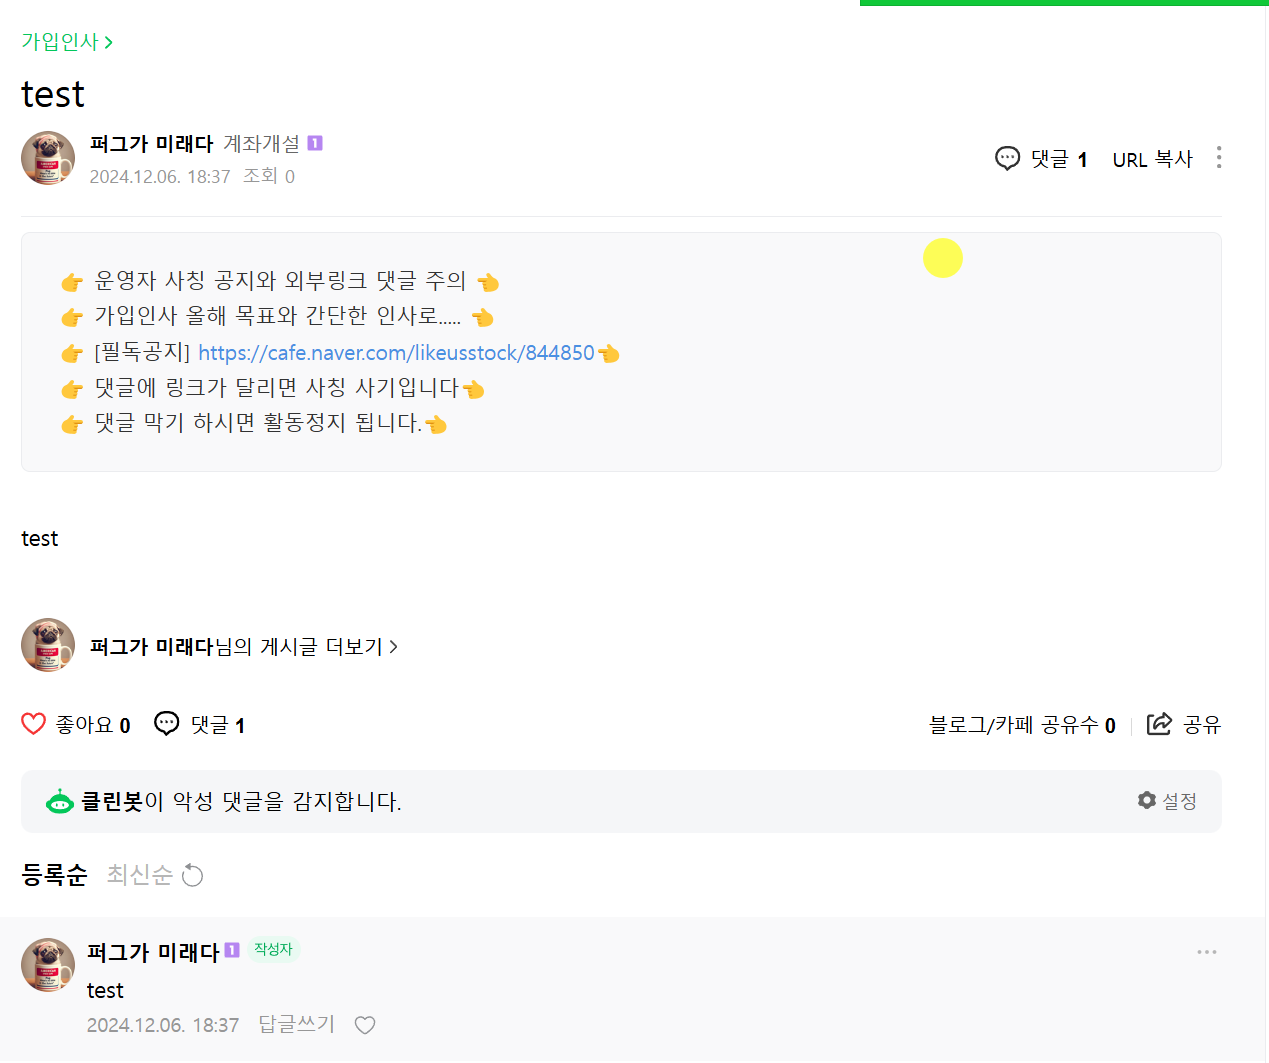 가입인사 >
test
퍼그가 미래다 계좌개설 1
2024.12.06. 18:37 조회 0
댓글 1 URL 복사
👉 운영자 사칭 공지와 외부링크 댓글 주의 👈
👉 가입인사 올해 목표와 간단한 인사로..... 👈
👉 [필독공지] https://cafe.naver.com/likeusstock/844850👈
👉 댓글에 링크가 달리면 사칭 사기입니다👈
👉 댓글 막기 하시면 활동정지 됩니다.👈
test
퍼그가 미래다님의 게시글 더보기 >
좋아요 0 댓글 1
블로그/카페 공유수 0 공유
클린봇이 악성 댓글을 감지합니다.
설정
등록순 최신순
퍼그가 미래다 1 작성자
test
2024.12.06. 18:37 답글쓰기